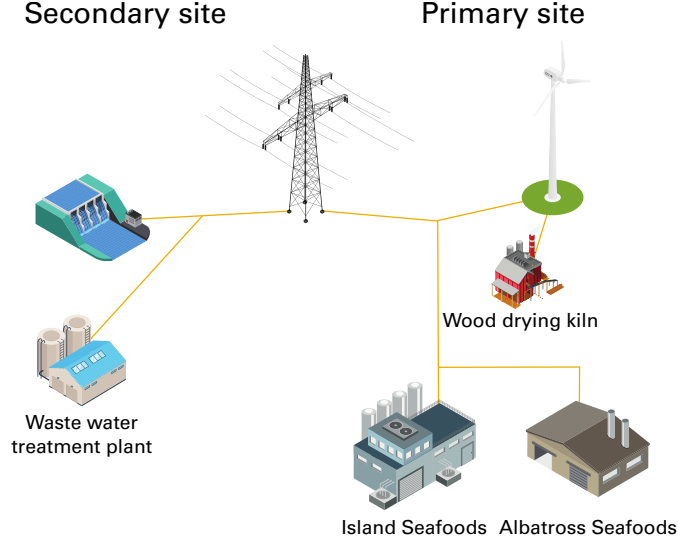 Secondary site
Primary site
Wood drying kiln
Waste water
treatment plant
Island Seafoods
Albatross Seafoods